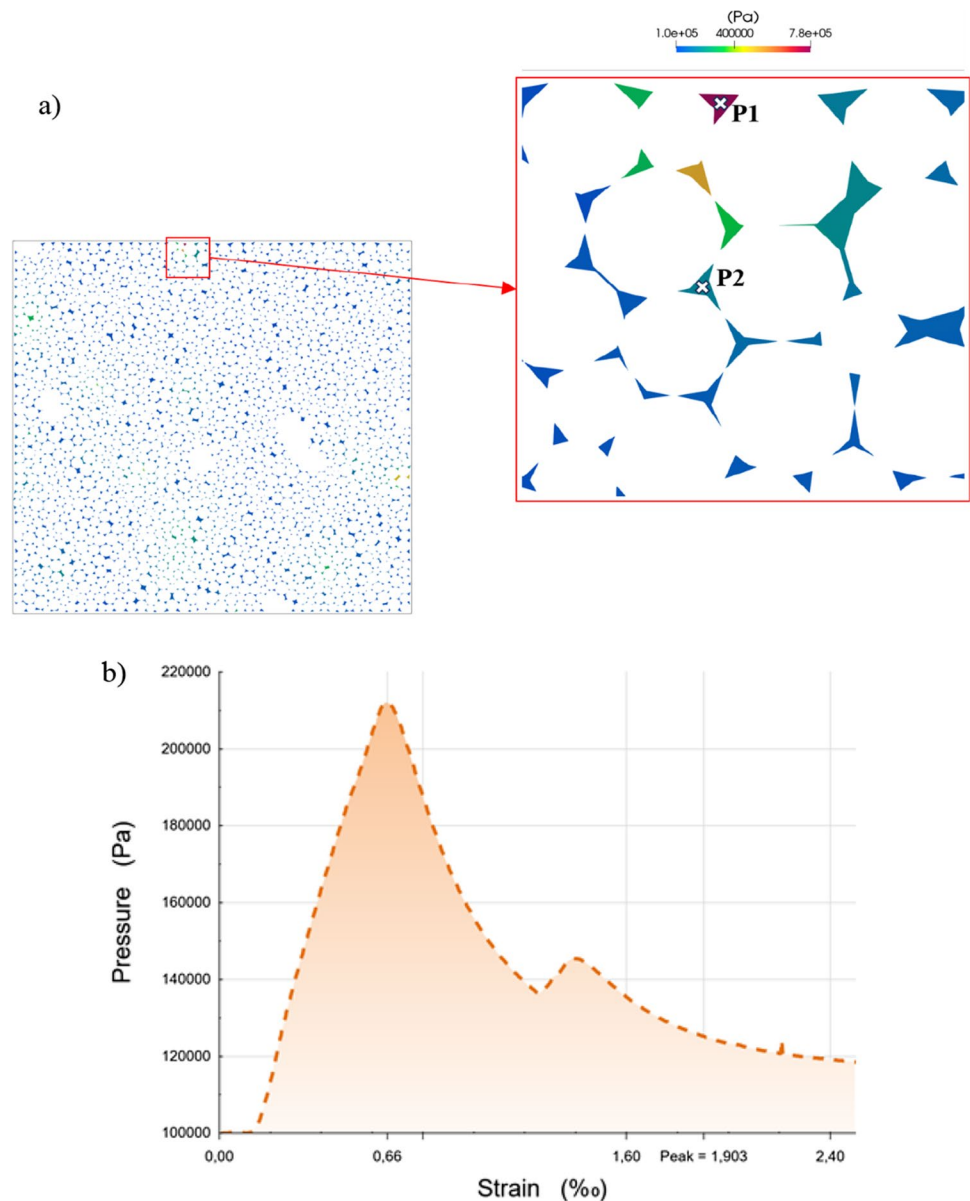 (Pa)
1.0e+05 400000 7.8e+05
a)
P1
P2
b)
220000
200000
180000
160000
140000
120000
100000
Pressure (Pa)
0,00 0,66 1,60 Peak = 1,903 2,40
Strain (‰)